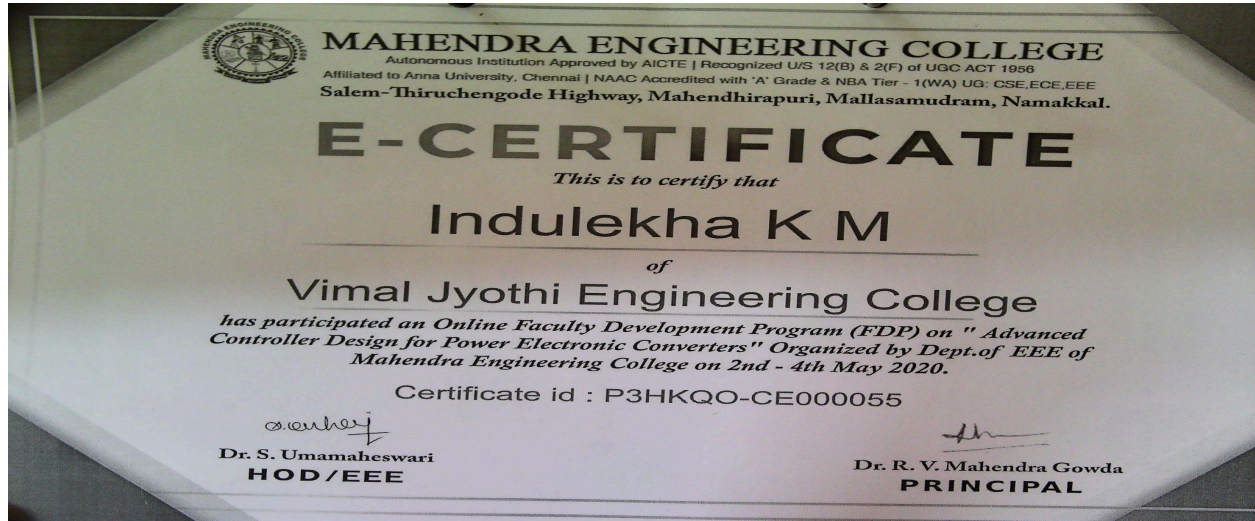 MAHENDRA ENGINEERING COLLEGE
MAHENDRA ENGINEERING COLLEGE
Autonomous Institution Approved by AICTE | Recognized U/S 12(B) & 2(F) of UGC ACT 1956
Affiliated to Anna University, Chennai | NAAC Accredited with 'A' Grade & NBA Tier - 1(WA) UG: CSE,ECE,EEE
Salem-Thiruchengode Highway, Mahendhirapuri, Mallasamudram, Namakkal.
E-CERTIFICATE
This is to certify that
Indulekha K M
of
Vimal Jyothi Engineering College
has participated an Online Faculty Development Program (FDP) on " Advanced
Controller Design for Power Electronic Converters" Organized by Dept.of EEE of
Mahendra Engineering College on 2nd - 4th May 2020.
Certificate id : P3HKQO-CE000055
Dr. S. Umamaheswari
HOD/EEE
Dr. R. V. Mahendra Gowda
PRINCIPAL